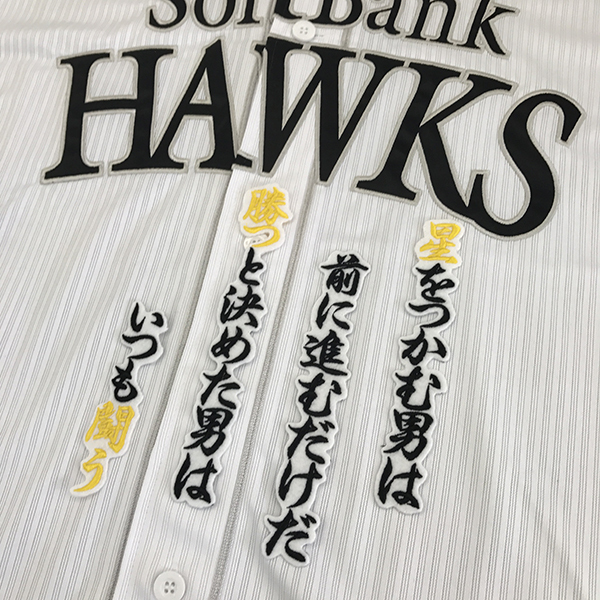 SoftBank
HAWKS
星をつかむ男は
前に進むだけだ
勝つと決めた男は
いつも闘う